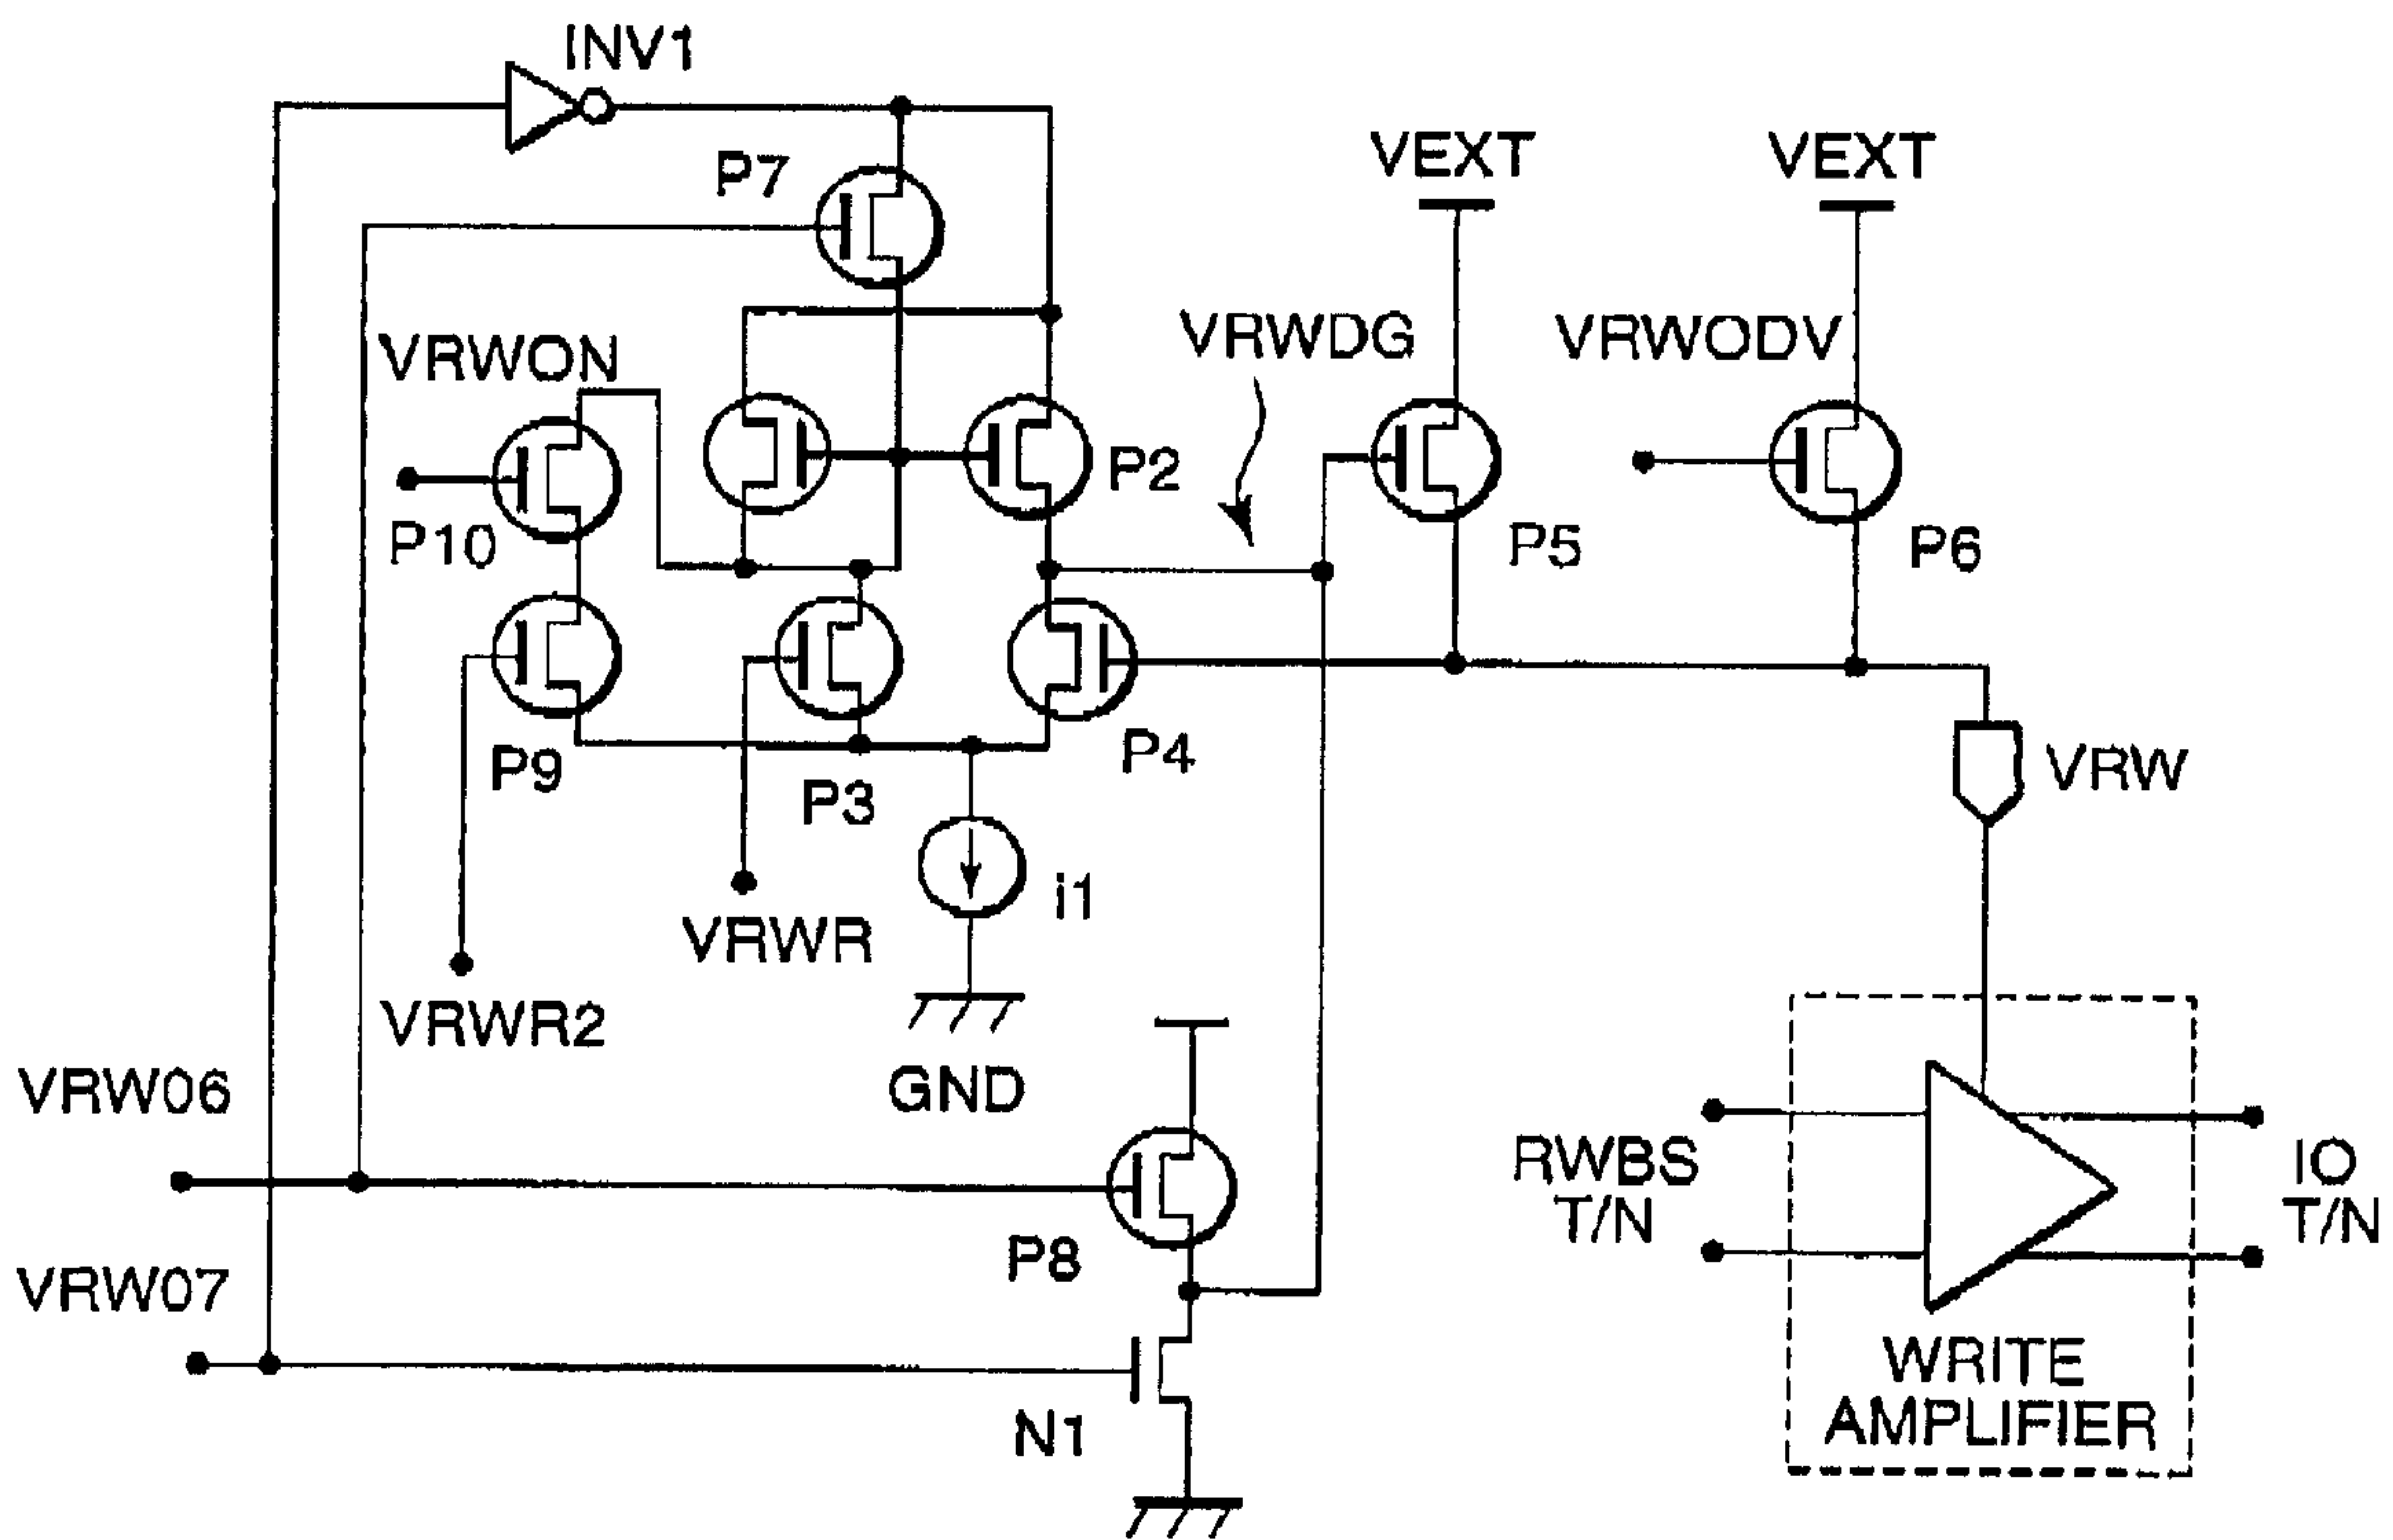 INV1
P7
VEXT
VEXT
VRWON
VRWDG
VRWODV
P2
P10
P5
P6
P9
P3
P4
VRW
i1
VRWR
VRWR2
GND
VRW06
RWBS
T/N
IO
T/N
P8
VRW07
N1
WRITE
AMPLIFIER